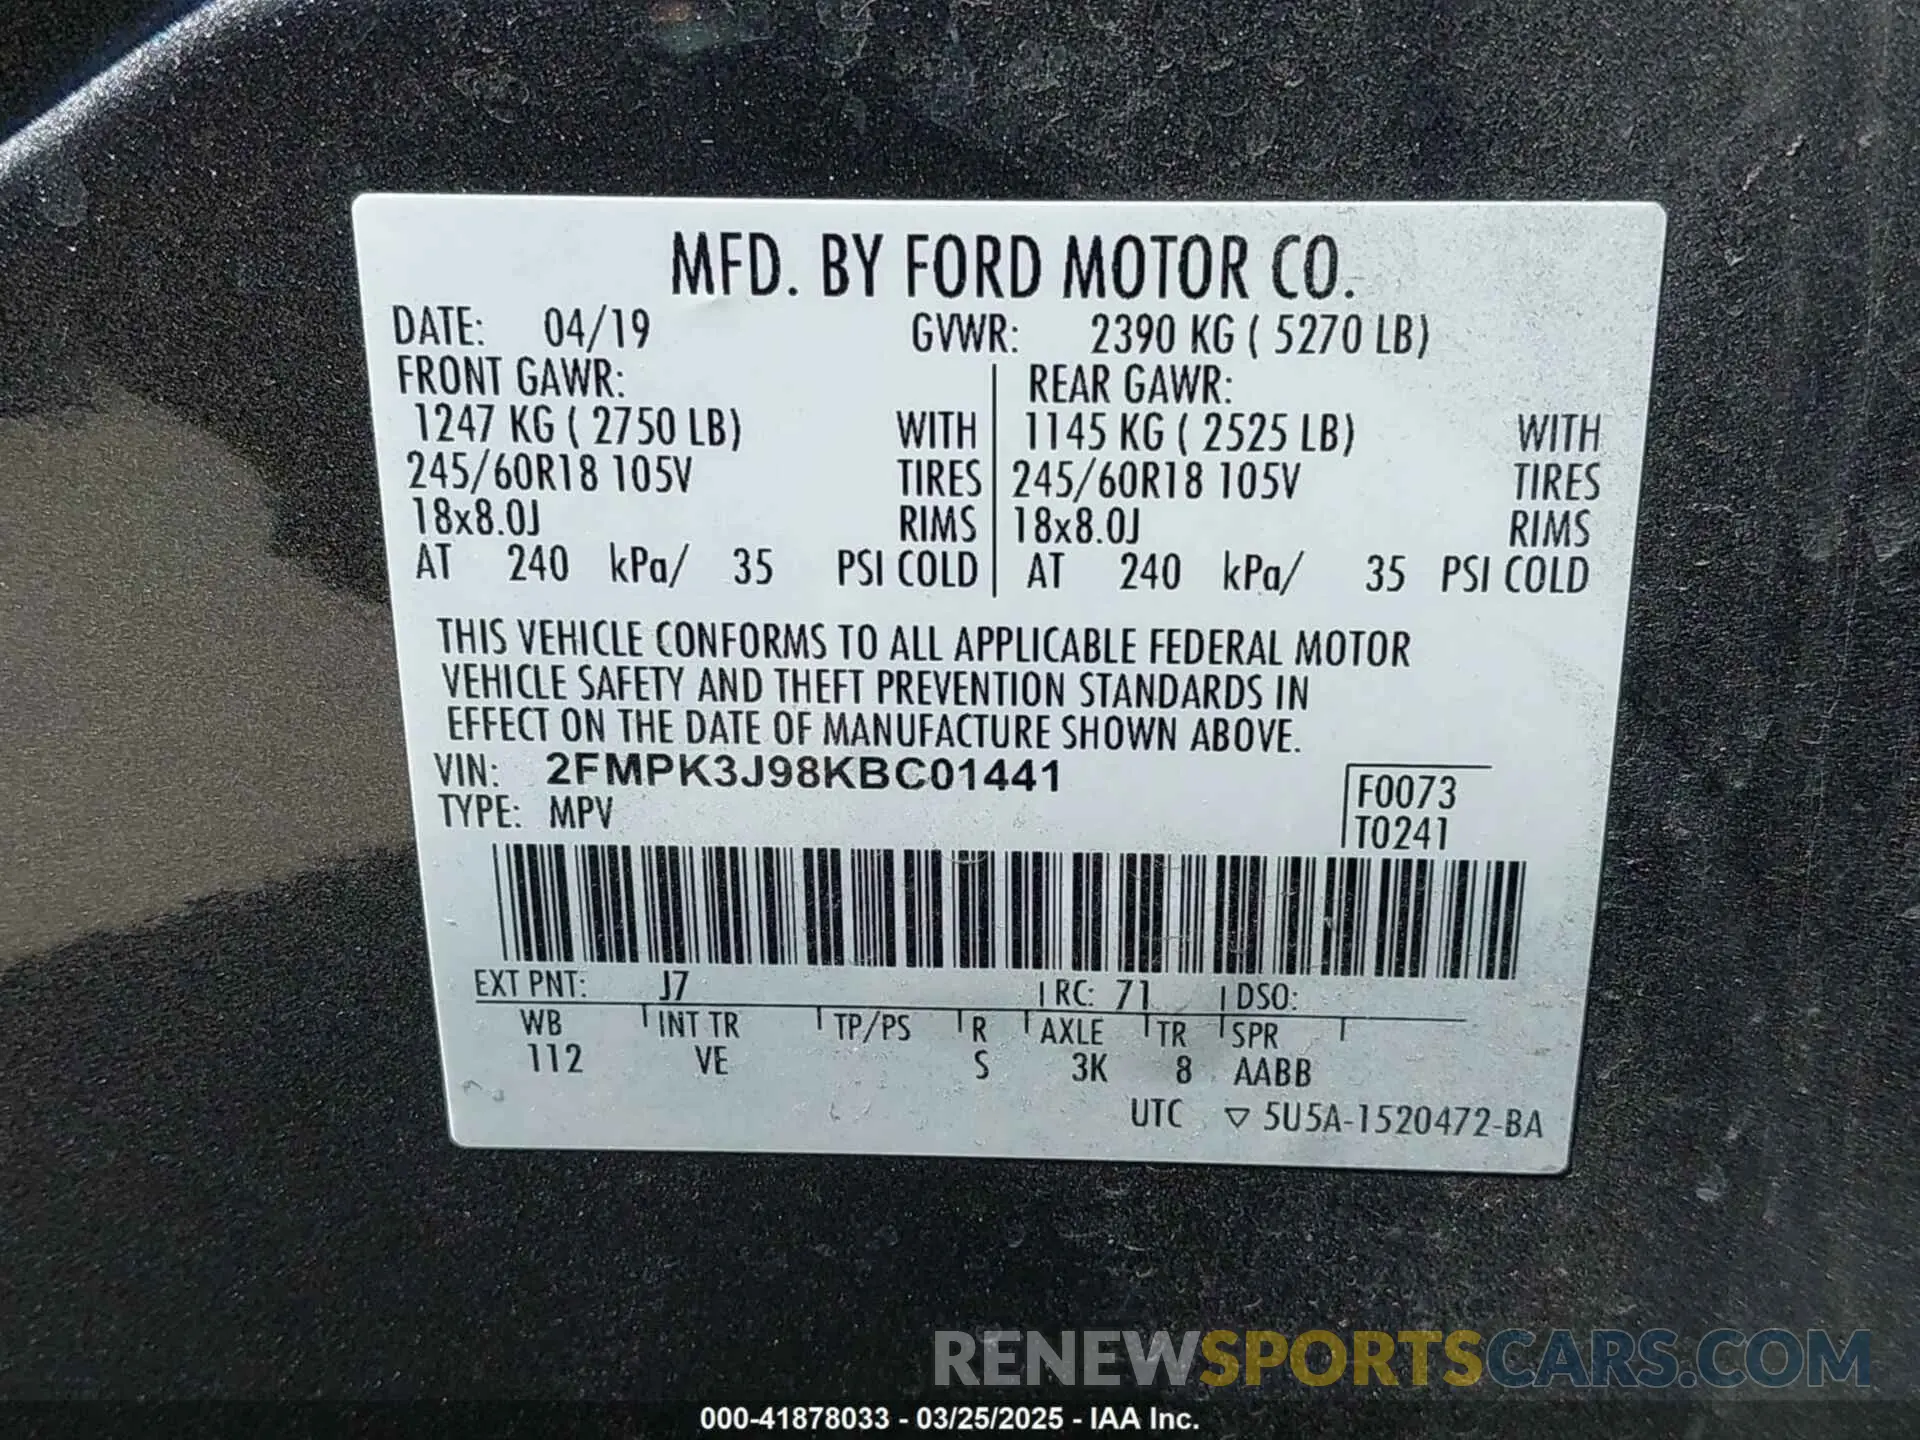 MFD. BY FORD MOTOR CO.
DATE: 04/19 GVWR: 2390 KG ( 5270 LB)
FRONT GAWR: REAR GAWR:
1247 KG ( 2750 LB) WITH 1145 KG ( 2525 LB) WITH
245/60R18 105V TIRES 245/60R18 105V TIRES
18x8.0J RIMS 18x8.0J RIMS
AT 240 kPa/ 35 PSI COLD AT 240 kPa/ 35 PSI COLD
THIS VEHICLE CONFORMS TO ALL APPLICABLE FEDERAL MOTOR
VEHICLE SAFETY AND THEFT PREVENTION STANDARDS IN
EFFECT ON THE DATE OF MANUFACTURE SHOWN ABOVE.
VIN: 2FMPK3J98KBC01441 F0073
TYPE: MPV T0241
EXT PNT: J7 RC: 71 DSO:
WB INT TR TP/PS R AXLE TR SPR
112 VE S 3K 8 AABB
UTC ▽ 5U5A-1520472-BA
RENEWSPORTSCARS.COM
000-41878033 - 03/25/2025 - IAA Inc.